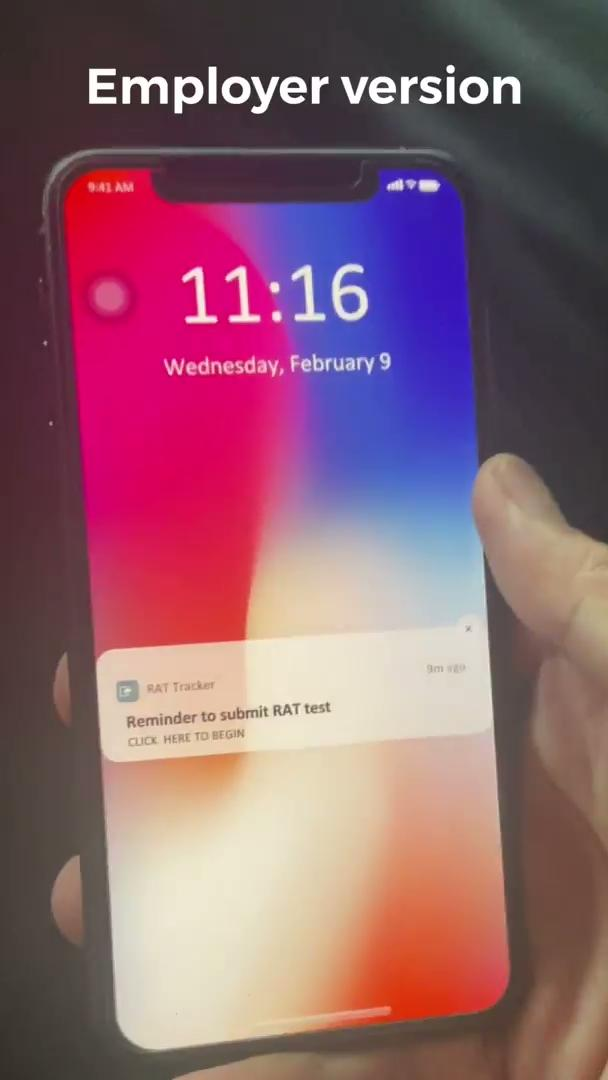 Employer version
9:41 AM
11:16
Wednesday, February 9
RAT Tracker
9m ago
Reminder to submit RAT test
CLICK HERE TO BEGIN